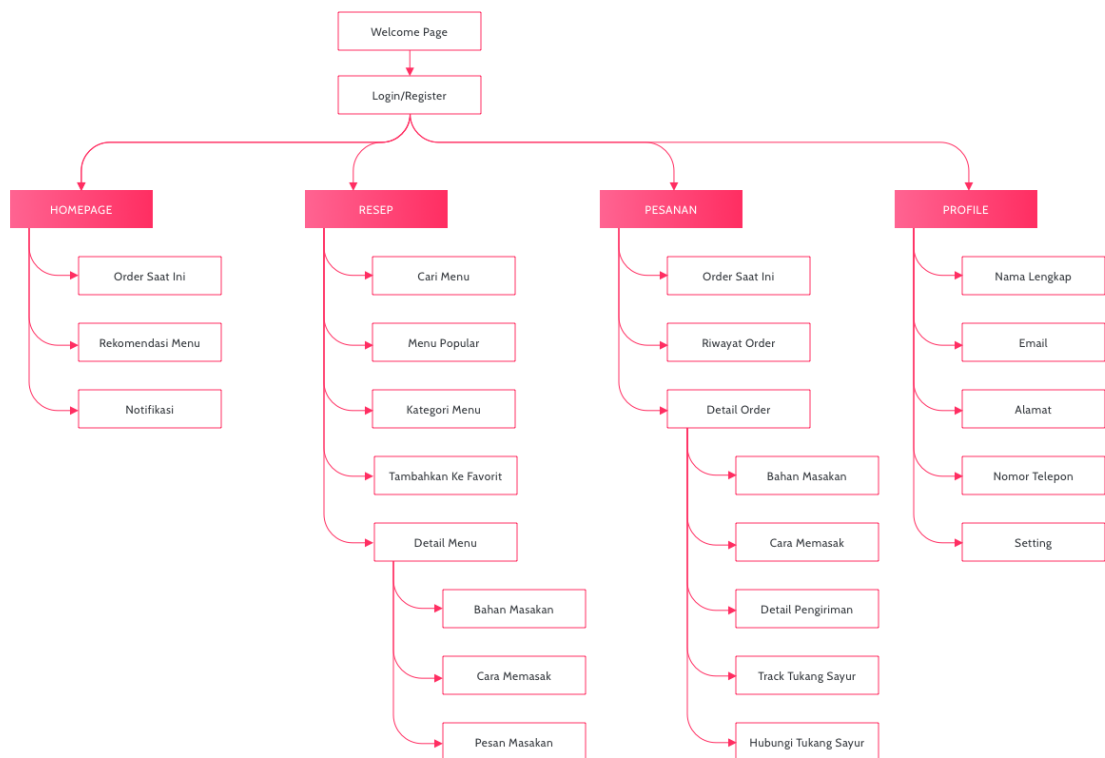 Welcome Page
Login/Register
HOMEPAGE
Order Saat Ini
Rekomendasi Menu
Notifikasi
RESEP
Cari Menu
Menu Popular
Kategori Menu
Tambahkan Ke Favorit
Detail Menu
Bahan Masakan
Cara Memasak
Pesan Masakan
PESANAN
Order Saat Ini
Riwayat Order
Detail Order
Bahan Masakan
Cara Memasak
Detail Pengiriman
Track Tukang Sayur
Hubungi Tukang Sayur
PROFILE
Nama Lengkap
Email
Alamat
Nomor Telepon
Setting